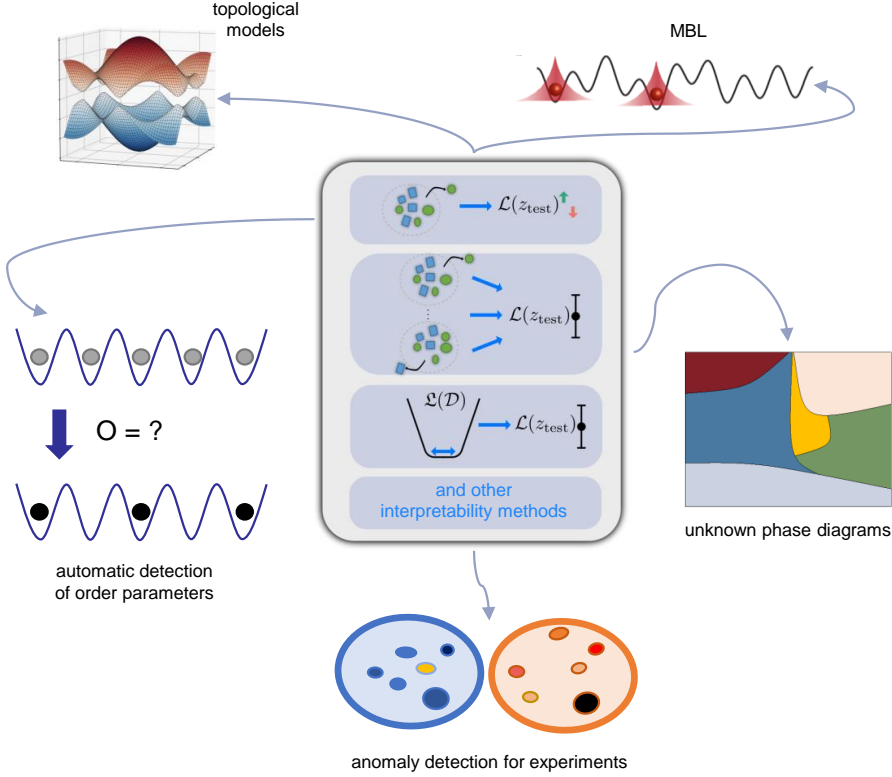 topological
models
MBL
ℒ(z_test)
ℒ(z_test)
𝔏(𝒟)
ℒ(z_test)
and other
interpretability methods
O = ?
automatic detection
of order parameters
unknown phase diagrams
anomaly detection for experiments